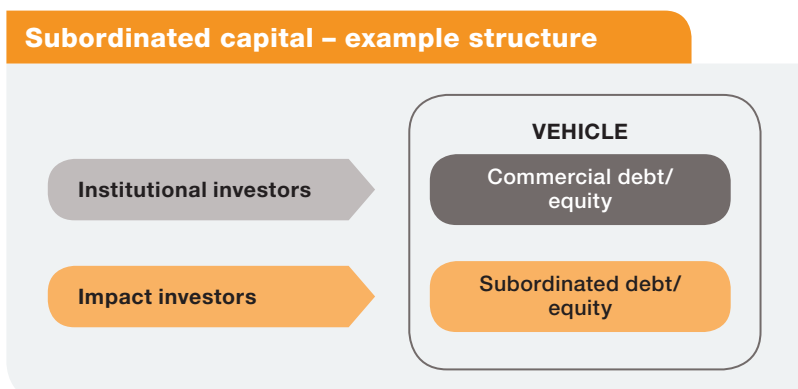 Subordinated capital – example structure
VEHICLE
Institutional investors
Commercial debt/
equity
Impact investors
Subordinated debt/
equity